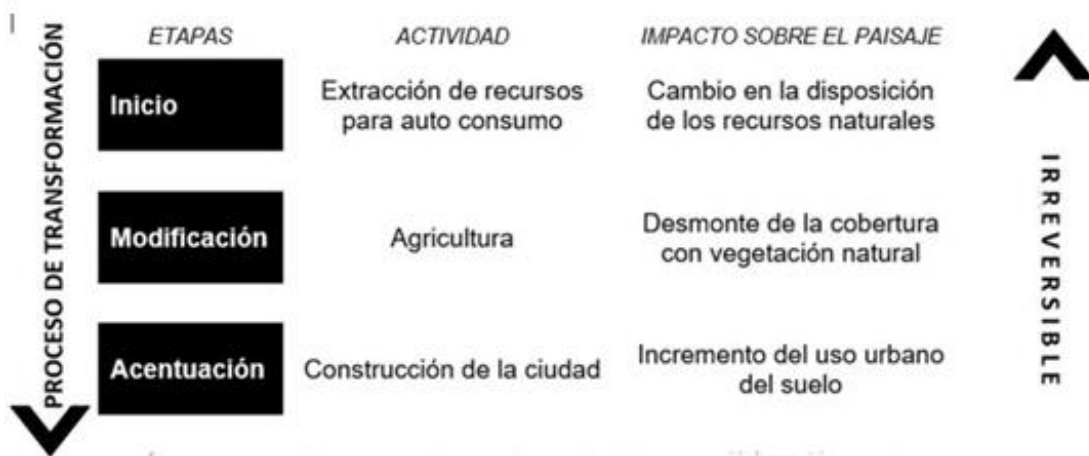 ETAPAS ACTIVIDAD IMPACTO SOBRE EL PAISAJE
PROCESO DE TRANSFORMACIÓN
Inicio
Extracción de recursos
para auto consumo
Cambio en la disposición
de los recursos naturales
Modificación
Agricultura
Desmonte de la cobertura
con vegetación natural
Acentuación
Construcción de la ciudad
Incremento del uso urbano
del suelo
IRREVERSIBLE